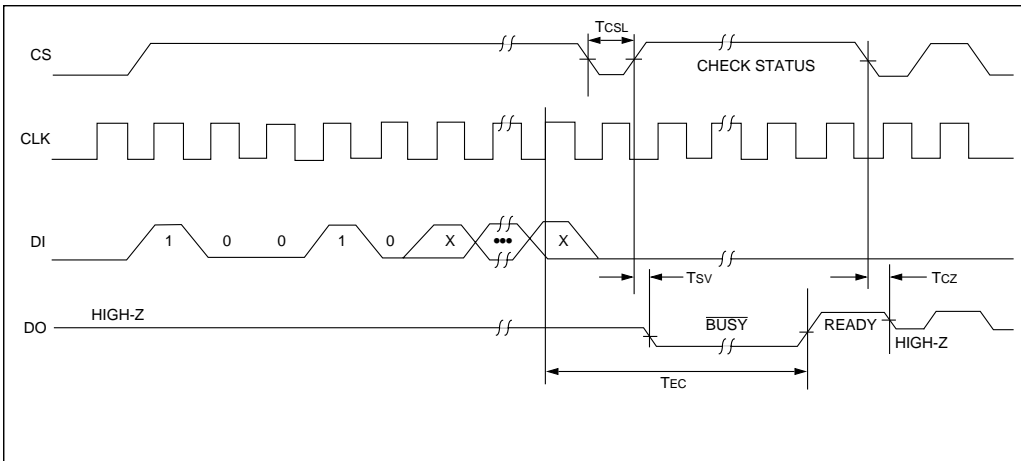 TCSL
CS
CHECK STATUS
CLK
DI
1 0 0 1 0 X ••• X
TSV
TCZ
HIGH-Z
DO
BUSY
READY
HIGH-Z
TEC